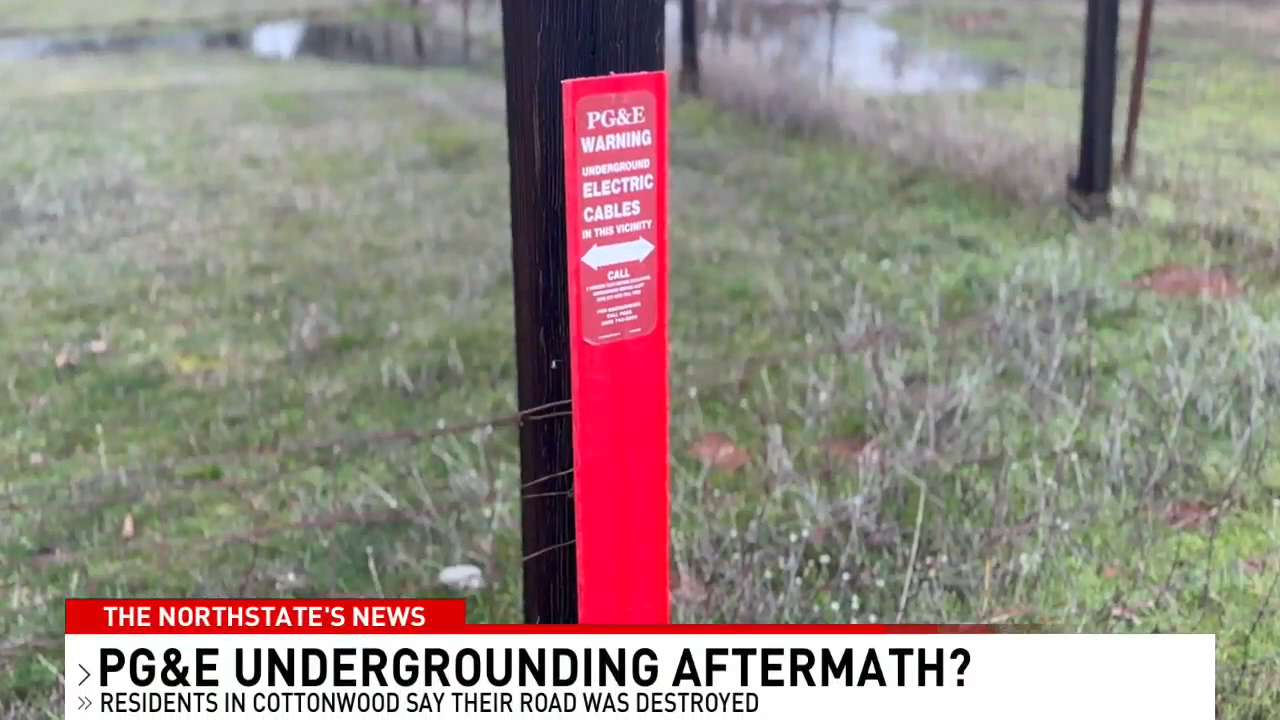 PG&E
WARNING
UNDERGROUND
ELECTRIC
CABLES
IN THIS VICINITY
CALL
THE NORTHSTATE'S NEWS
PG&E UNDERGROUNDING AFTERMATH?
RESIDENTS IN COTTONWOOD SAY THEIR ROAD WAS DESTROYED